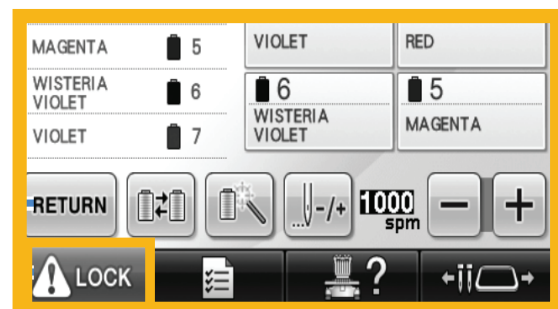 MAGENTA 5
WISTERIA VIOLET 6
VIOLET 7
VIOLET
RED
6
WISTERIA
VIOLET
5
MAGENTA
RETURN
-/+
1000
spm
− +
LOCK
?